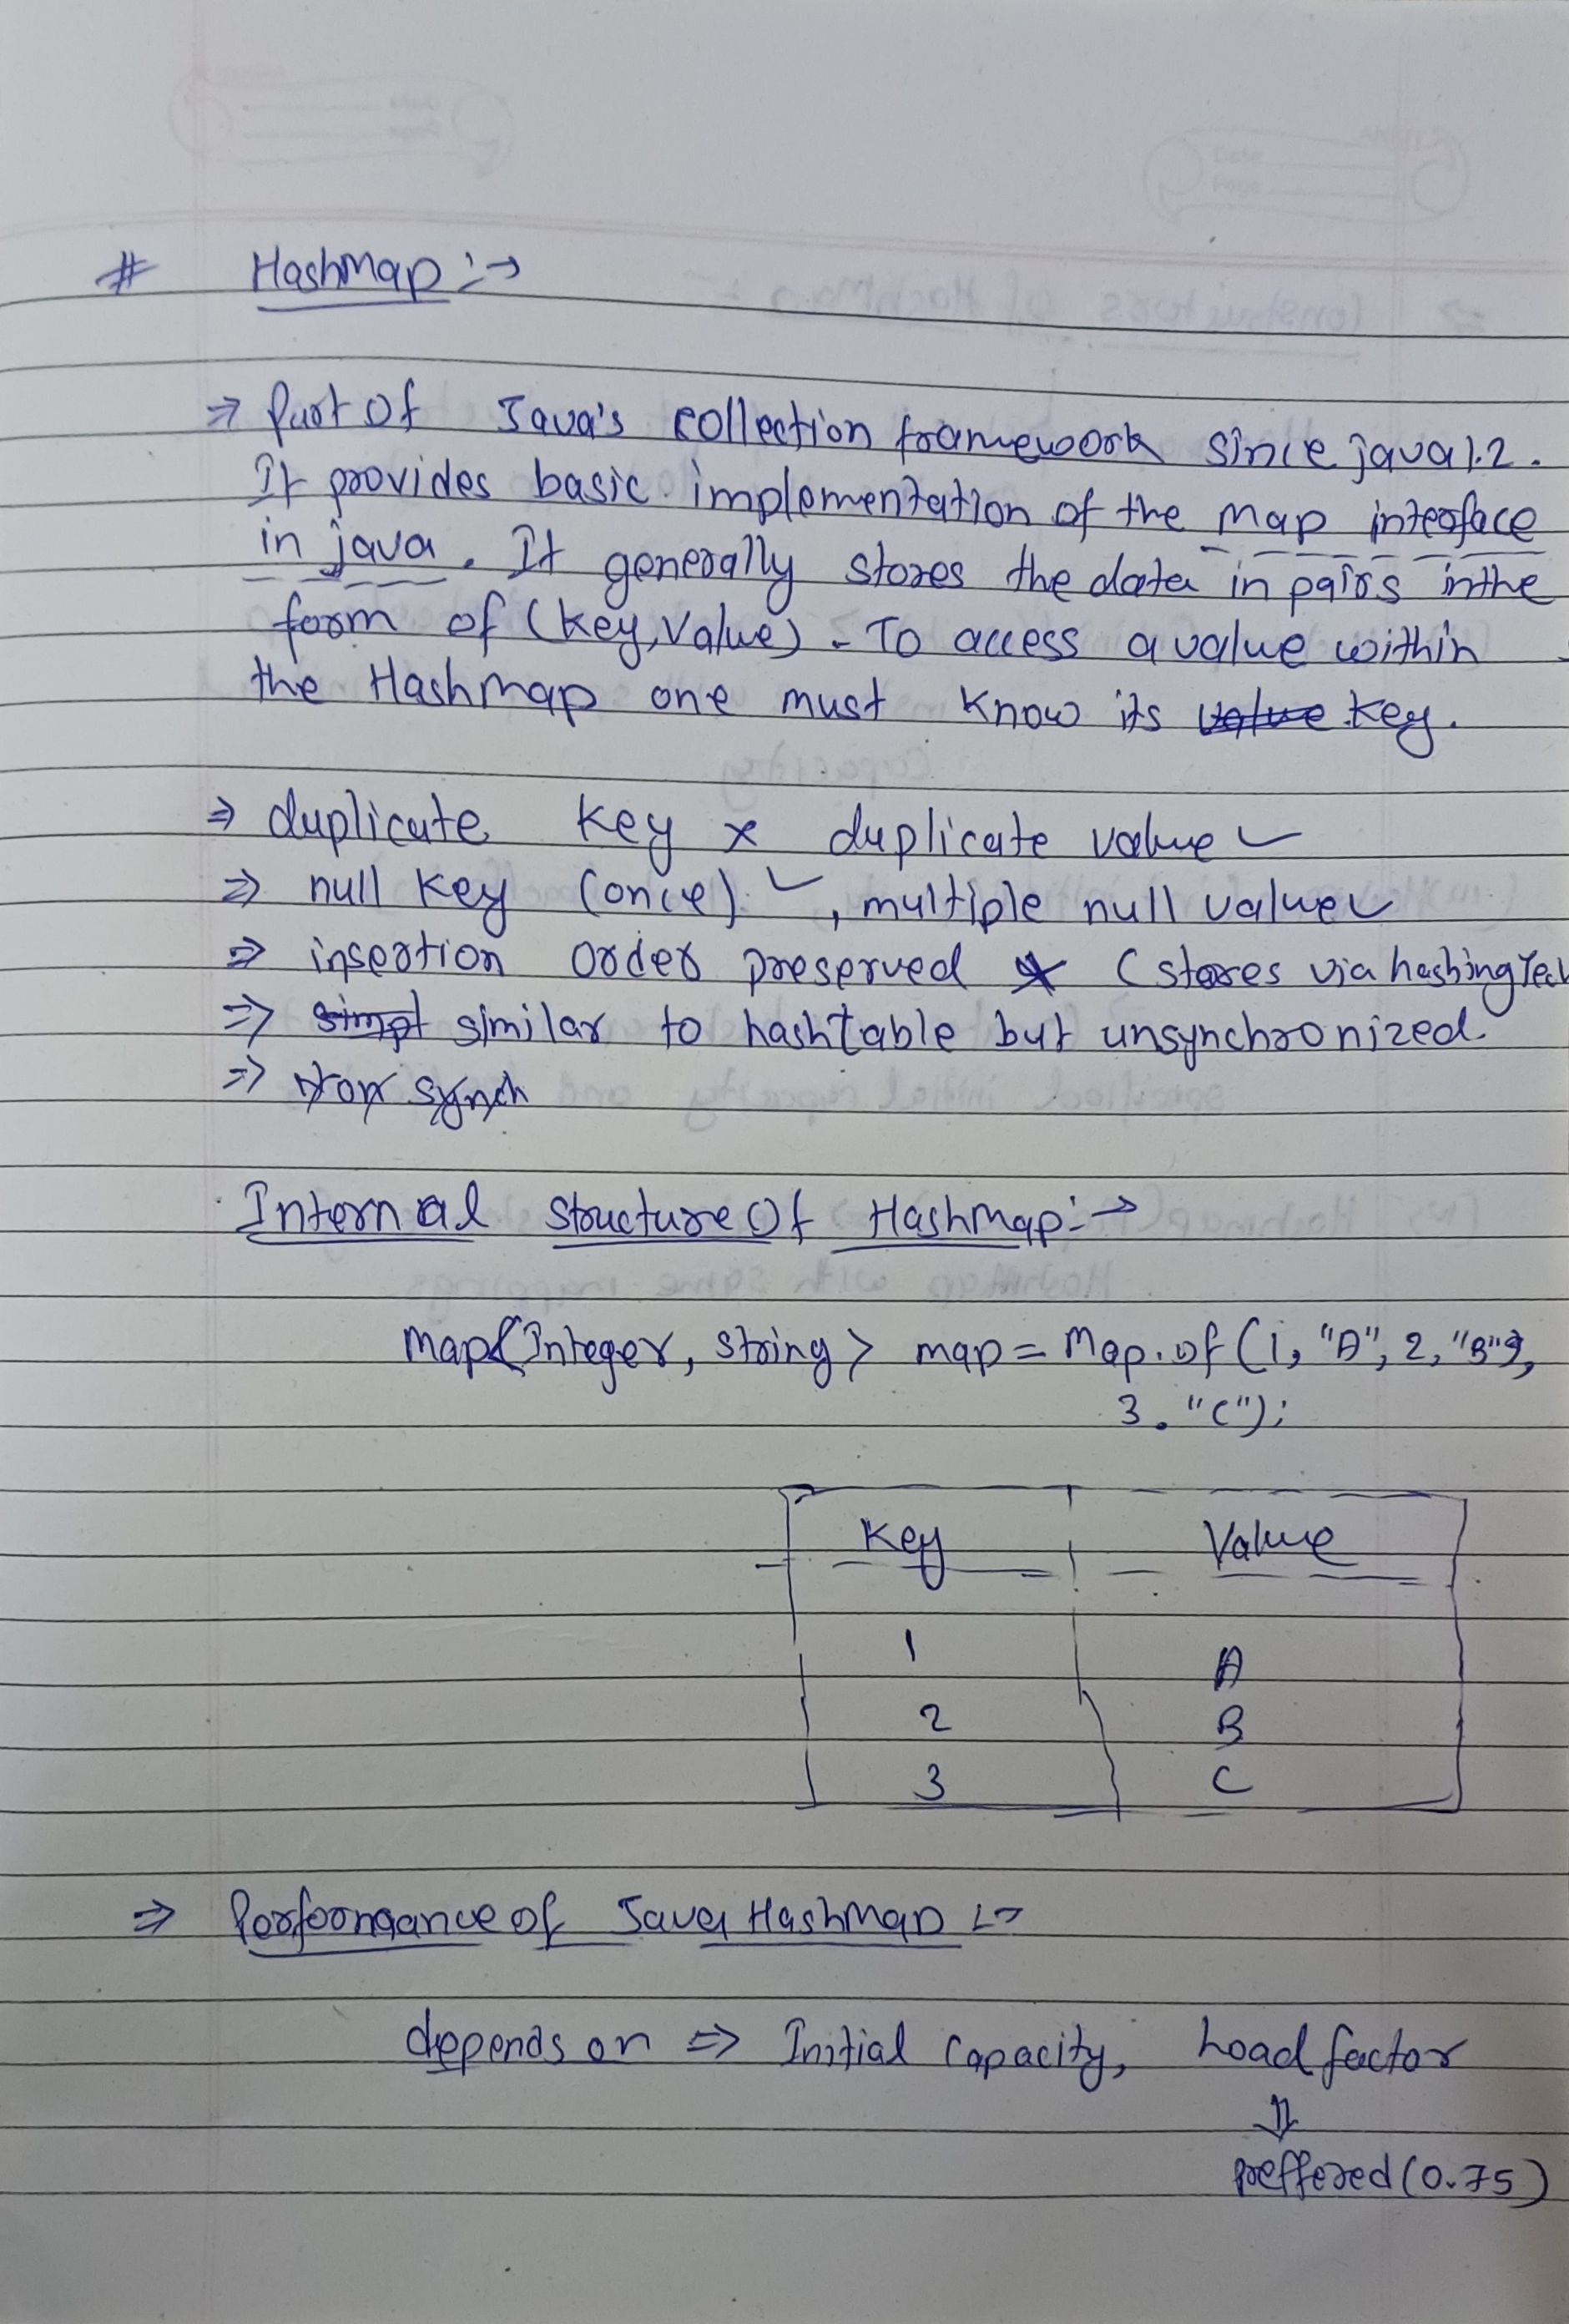 # Hashmap :→
⇒ Part Of Java's collection framework since java 1.2.
It provides basic implementation of the map interface
in java. It generally stores the data in pairs in the
form of (Key, Value). To access a value within
the Hashmap one must know its ~~value~~ key.
⇒ duplicate key × duplicate value ✓
⇒ null key (once) ✓, multiple null value ✓
⇒ insertion order preserved × (stores via hashing Tech
⇒ ~~simpl~~ similar to hashtable but unsynchronized.
⇒ ~~Non synch~~
Internal structure Of Hashmap :→
Map<Integer, String> map = Map.of (1, "A", 2, "B",
3. "C");
Key Value
1 A
2 B
3 C
⇒ Performance of Java HashMap :→
depends on ⇒ Initial Capacity, Load factor
⇓
preffered (0.75)